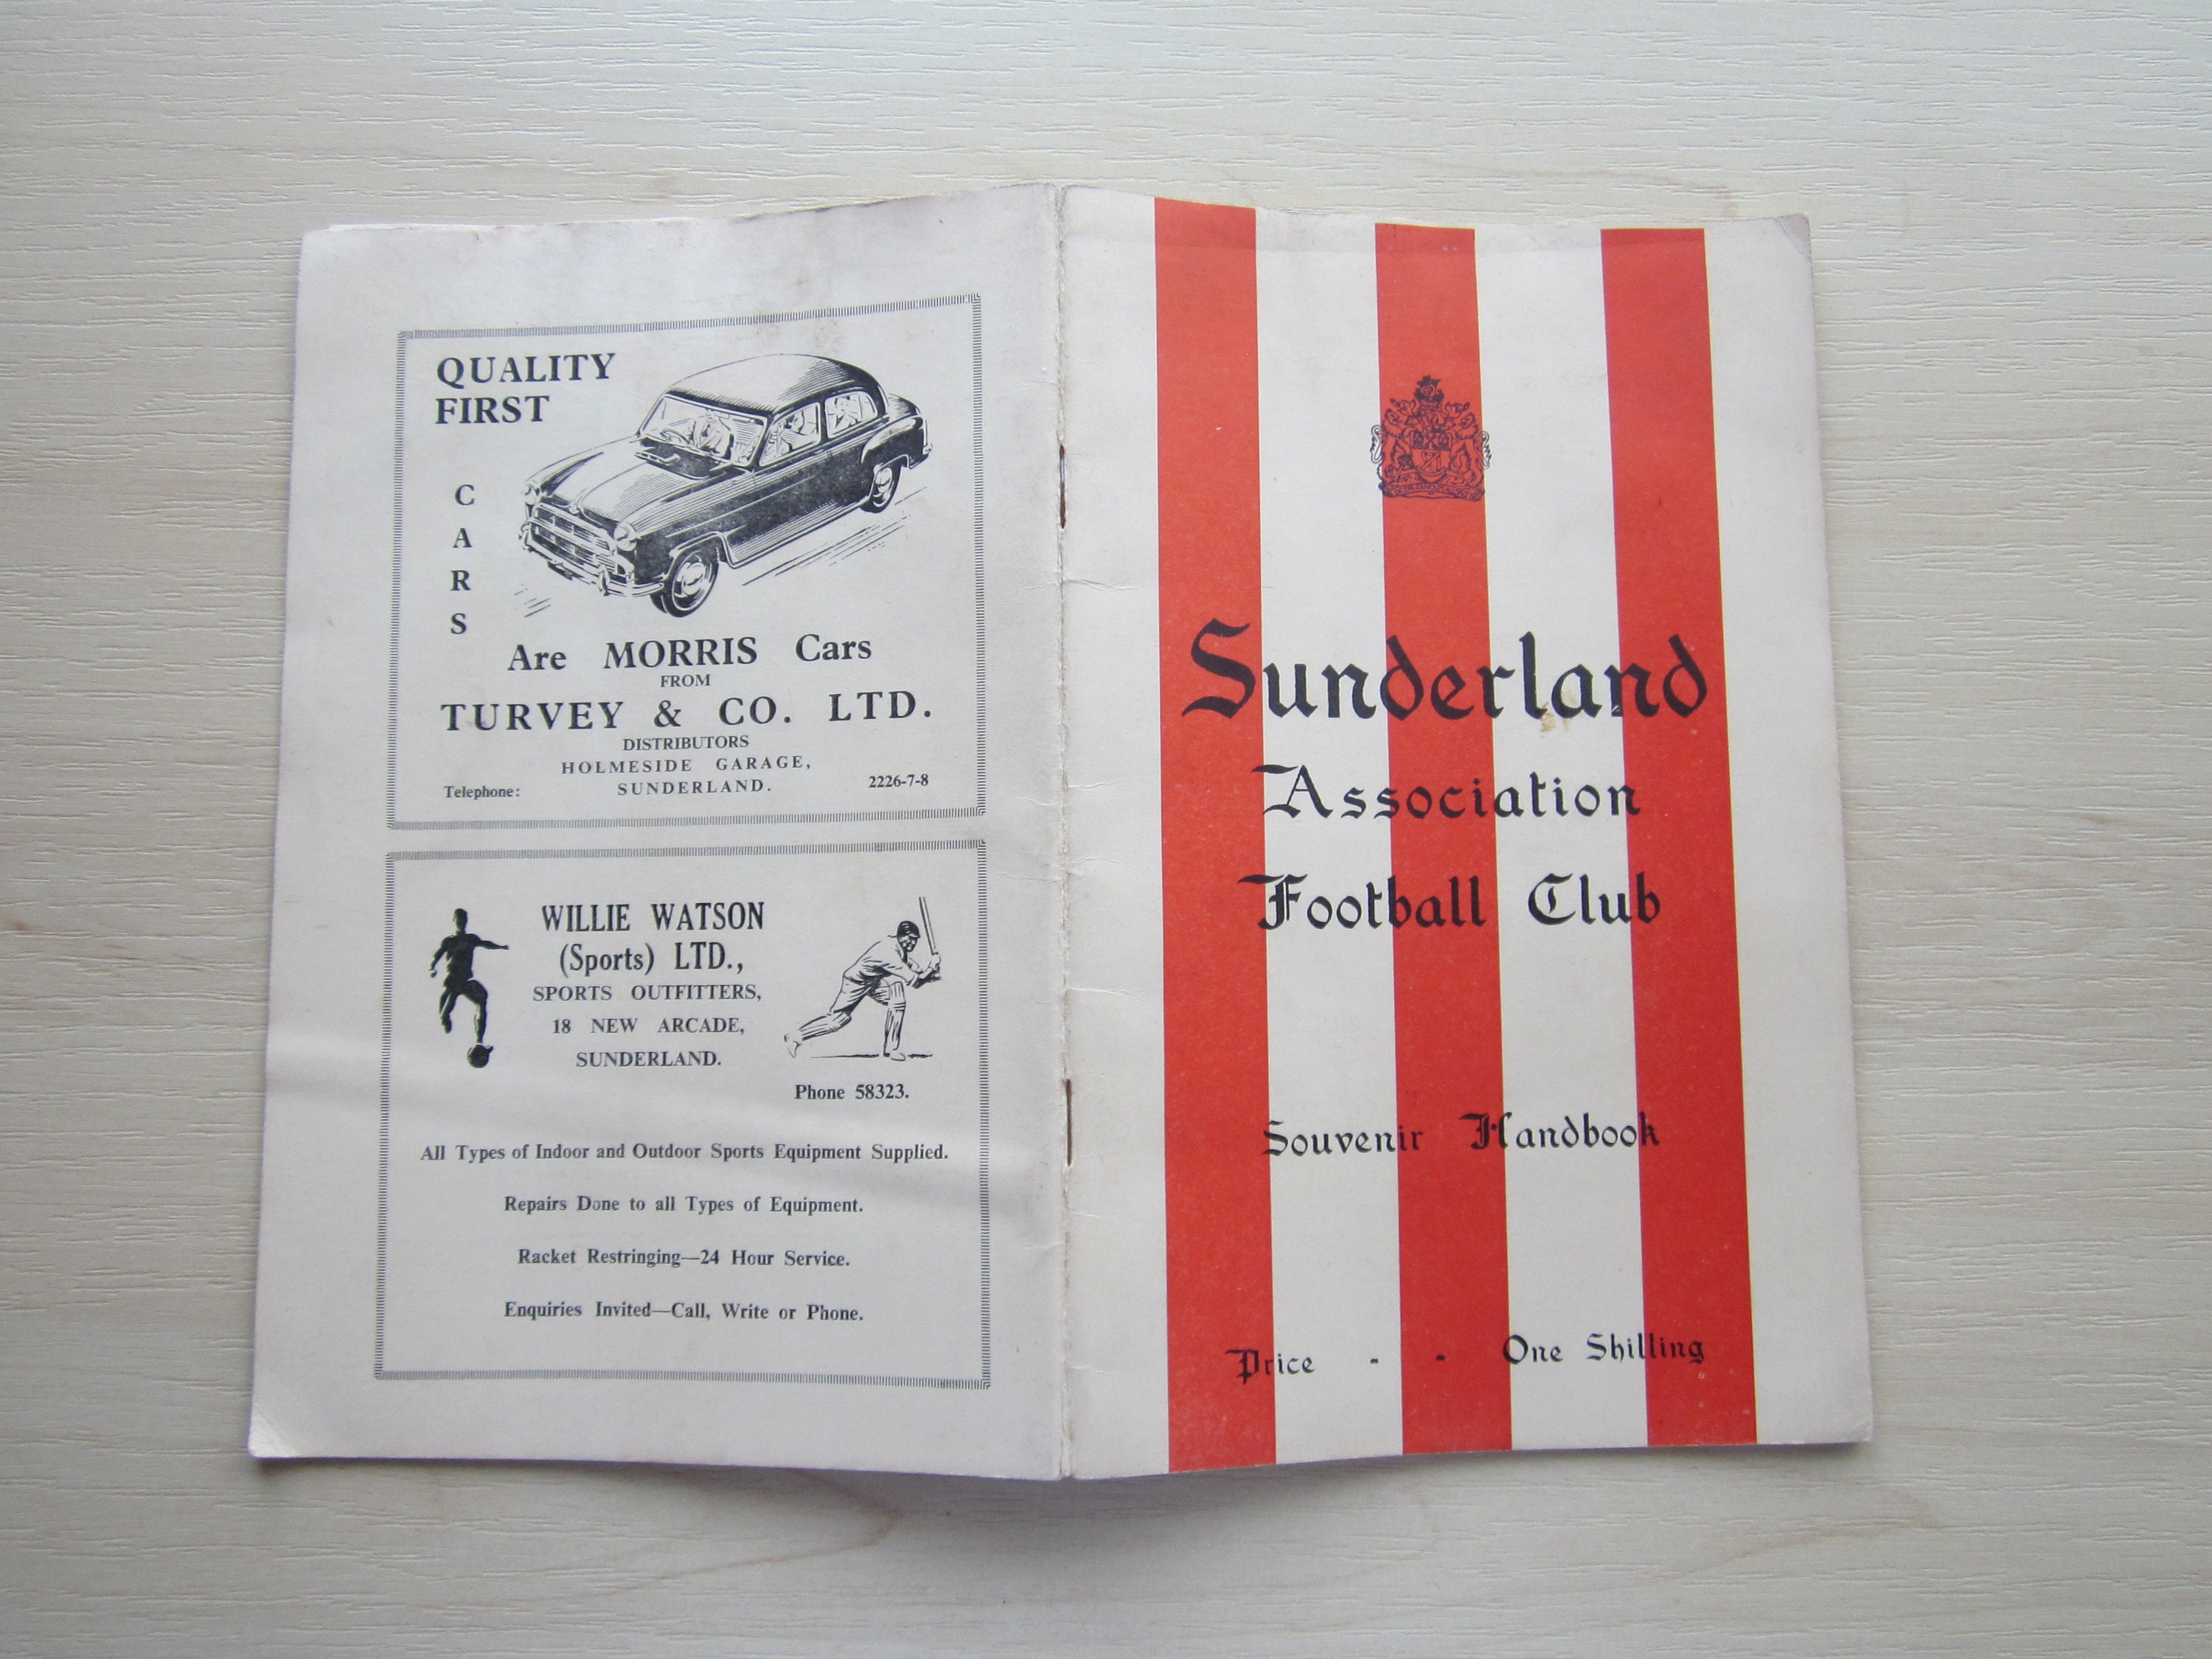 QUALITY
FIRST
CARS
Are MORRIS Cars
FROM
TURVEY & CO. LTD.
DISTRIBUTORS
HOLMESIDE GARAGE,
Telephone: SUNDERLAND. 2226-7-8
WILLIE WATSON
(Sports) LTD.,
SPORTS OUTFITTERS,
18 NEW ARCADE,
SUNDERLAND.
Phone 58323.
All Types of Indoor and Outdoor Sports Equipment Supplied.
Repairs Done to all Types of Equipment.
Racket Restringing—24 Hour Service.
Enquiries Invited—Call, Write or Phone.
Sunderland
Association
Football Club
Souvenir Handbook
Price - - One Shilling